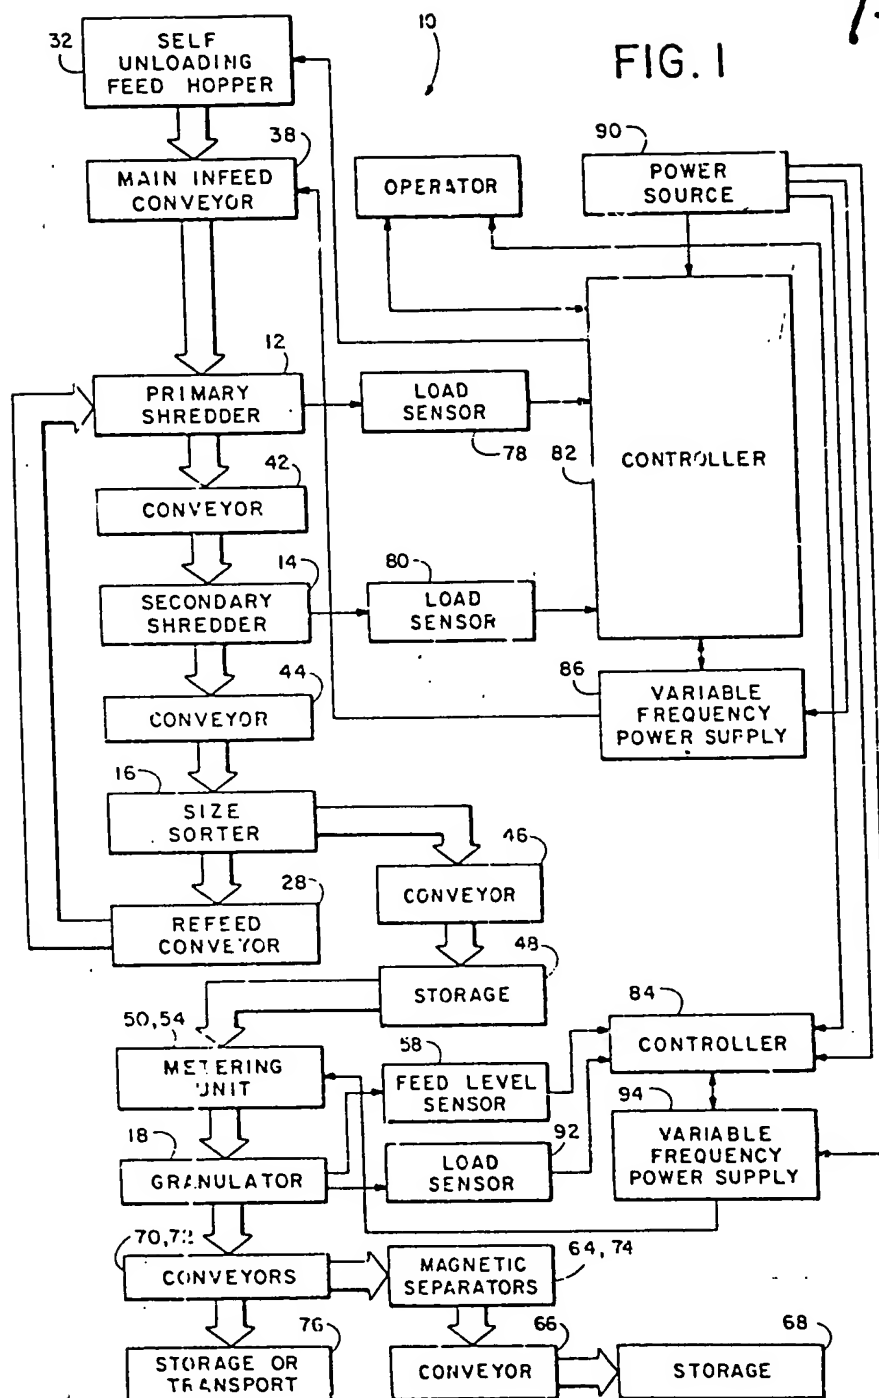 10
FIG. 1
32
SELF
UNLOADING
FEED HOPPER
38
MAIN INFEED
CONVEYOR
OPERATOR
90
POWER
SOURCE
12
PRIMARY
SHREDDER
LOAD
SENSOR
78
82
CONTROLLER
42
CONVEYOR
14
SECONDARY
SHREDDER
80
LOAD
SENSOR
44
CONVEYOR
86
VARIABLE
FREQUENCY
POWER SUPPLY
16
SIZE
SORTER
46
CONVEYOR
28
REFEED
CONVEYOR
48
STORAGE
50,54
METERING
UNIT
58
FEED LEVEL
SENSOR
84
CONTROLLER
18
GRANULATOR
92
LOAD
SENSOR
94
VARIABLE
FREQUENCY
POWER SUPPLY
70,72
CONVEYORS
MAGNETIC
SEPARATORS
64,74
76
STORAGE OR
TRANSPORT
66
CONVEYOR
68
STORAGE